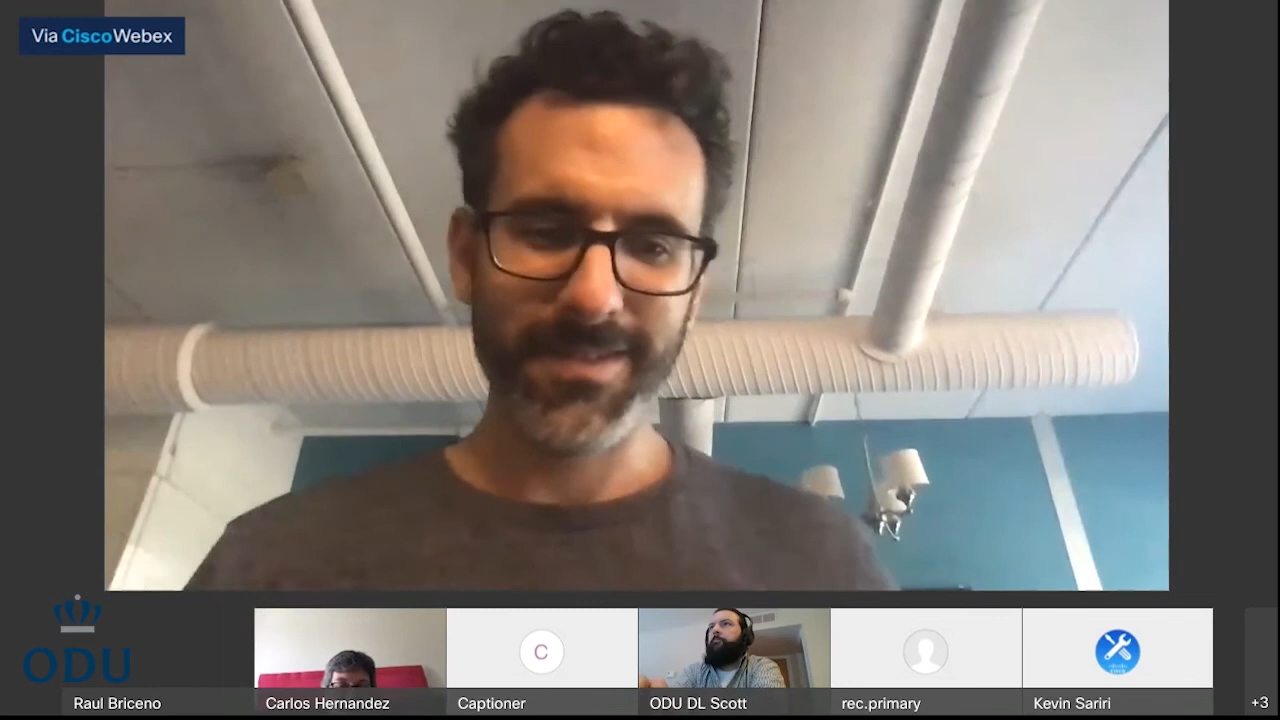 Via CiscoWebex
ODU
Raul Briceno
Carlos Hernandez
C
Captioner
ODU DL Scott
rec.primary
Kevin Sariri
+3